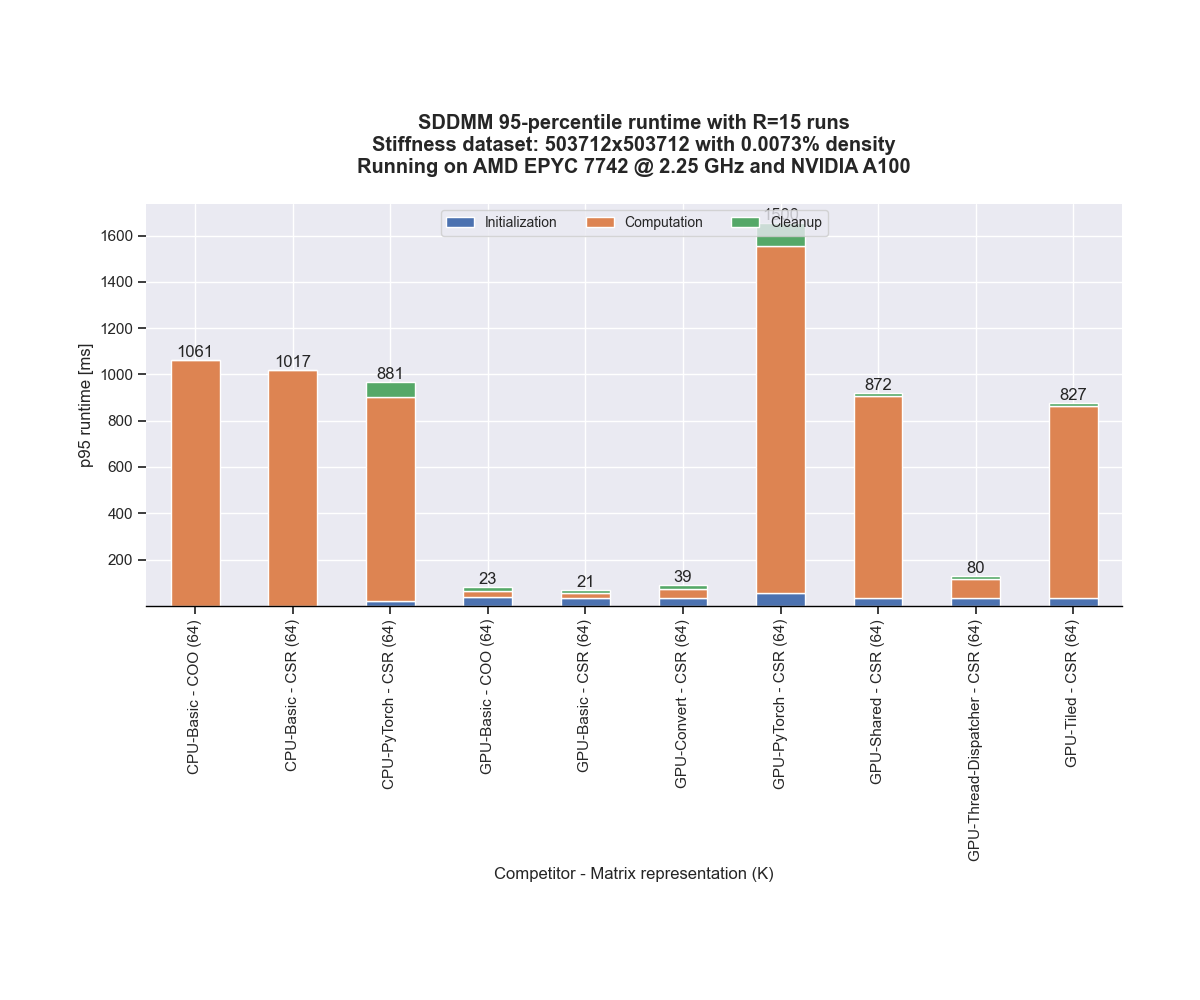 SDDMM 95-percentile runtime with R=15 runs
Stiffness dataset: 503712x503712 with 0.0073% density
Running on AMD EPYC 7742 @ 2.25 GHz and NVIDIA A100
Initialization
Computation
Cleanup
p95 runtime [ms]
1600
1400
1200
1000
800
600
400
200
1061
1017
881
23
21
39
1500
872
80
827
CPU-Basic - COO (64)
CPU-Basic - CSR (64)
CPU-PyTorch - CSR (64)
GPU-Basic - COO (64)
GPU-Basic - CSR (64)
GPU-Convert - CSR (64)
GPU-PyTorch - CSR (64)
GPU-Shared - CSR (64)
GPU-Thread-Dispatcher - CSR (64)
GPU-Tiled - CSR (64)
Competitor - Matrix representation (K)